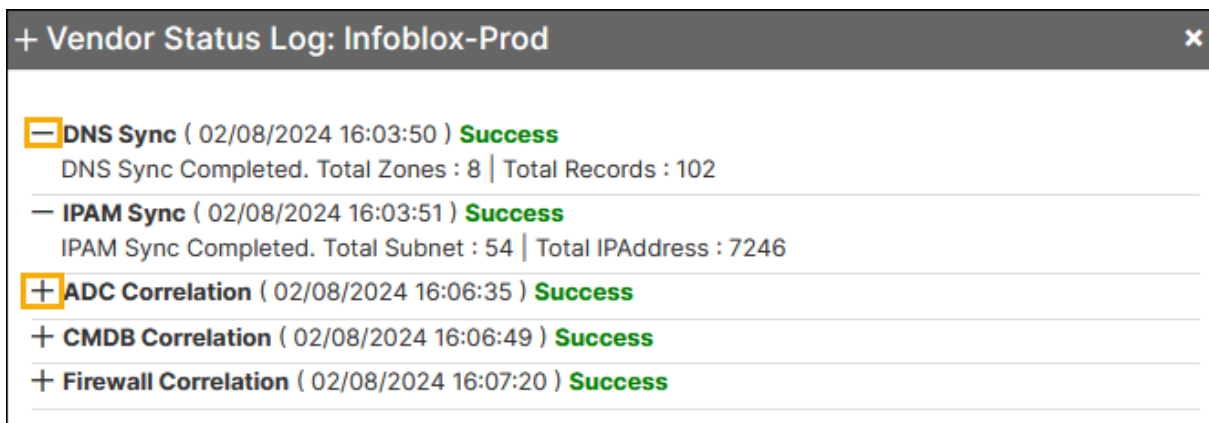 + Vendor Status Log: Infoblox-Prod ×
— DNS Sync ( 02/08/2024 16:03:50 ) Success
DNS Sync Completed. Total Zones : 8 | Total Records : 102
— IPAM Sync ( 02/08/2024 16:03:51 ) Success
IPAM Sync Completed. Total Subnet : 54 | Total IPAddress : 7246
+ ADC Correlation ( 02/08/2024 16:06:35 ) Success
+ CMDB Correlation ( 02/08/2024 16:06:49 ) Success
+ Firewall Correlation ( 02/08/2024 16:07:20 ) Success